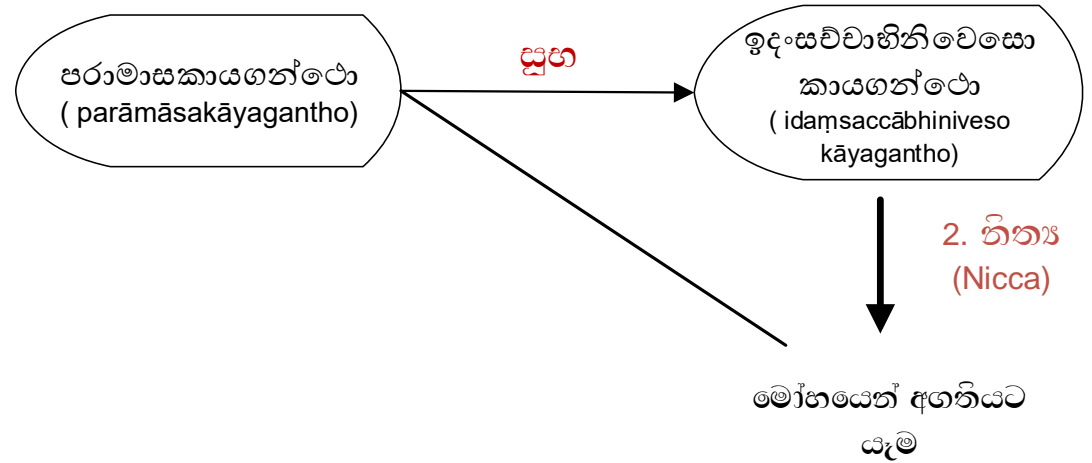 පරාමාසකායගන්ථො
( parāmāsakāyagantho)
සුභ
ඉදංසච්චාභිනිවෙසො
කායගන්ථො
( idaṃsaccābhiniveso
kāyagantho)
2. නිත්‍ය
(Nicca)
මෝහයෙන් අගතියට
යෑම